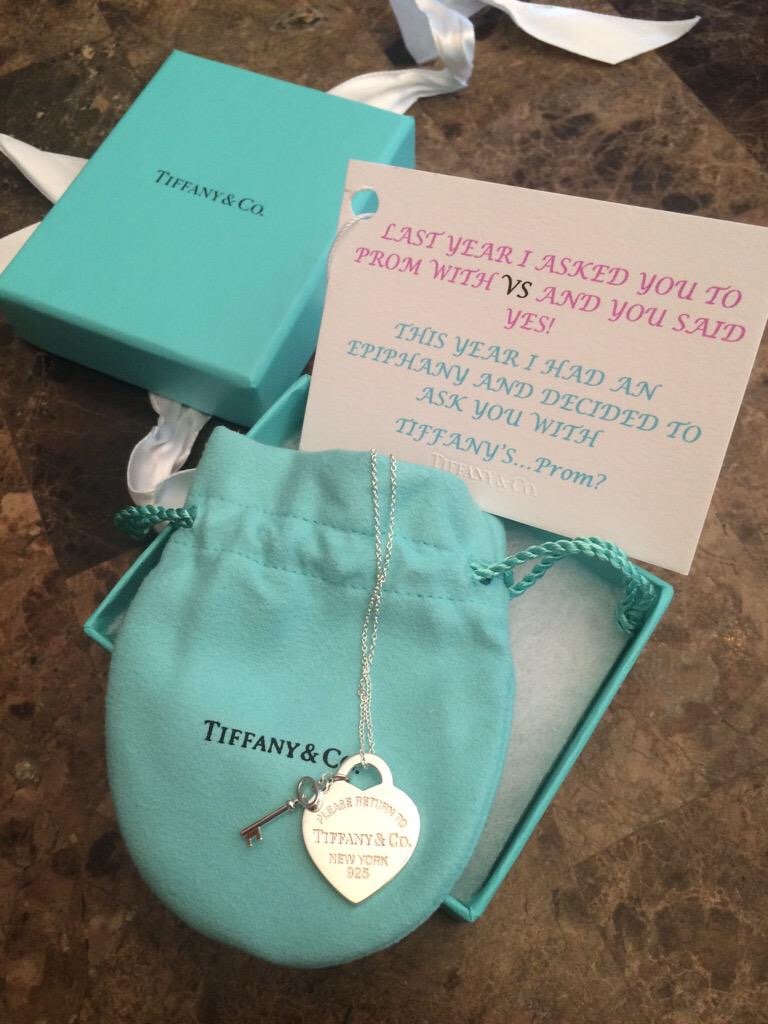 TIFFANY & CO.
LAST YEAR I ASKED YOU TO
PROM WITH VS AND YOU SAID
YES!
THIS YEAR I HAD AN
EPIPHANY AND DECIDED TO
ASK YOU WITH
TIFFANY'S...Prom?
TIFFANY & CO.
TIFFANY & C
PLEASE RETURN TO
TIFFANY & CO.
NEW YORK
925